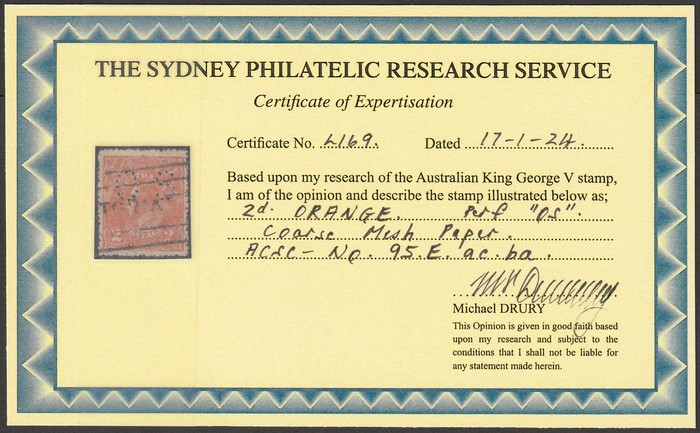 THE SYDNEY PHILATELIC RESEARCH SERVICE
Certificate of Expertisation
Certificate No. L169. Dated 17-1-24
Based upon my research of the Australian King George V stamp,
I am of the opinion and describe the stamp illustrated below as;
2d. ORANGE. Perf "OS".
Coarse Mesh Paper.
ACSC- No. 95.E. ac. ba.
Michael DRURY
This Opinion is given in good faith based
upon my research and subject to the
conditions that I shall not be liable for
any statement made herein.